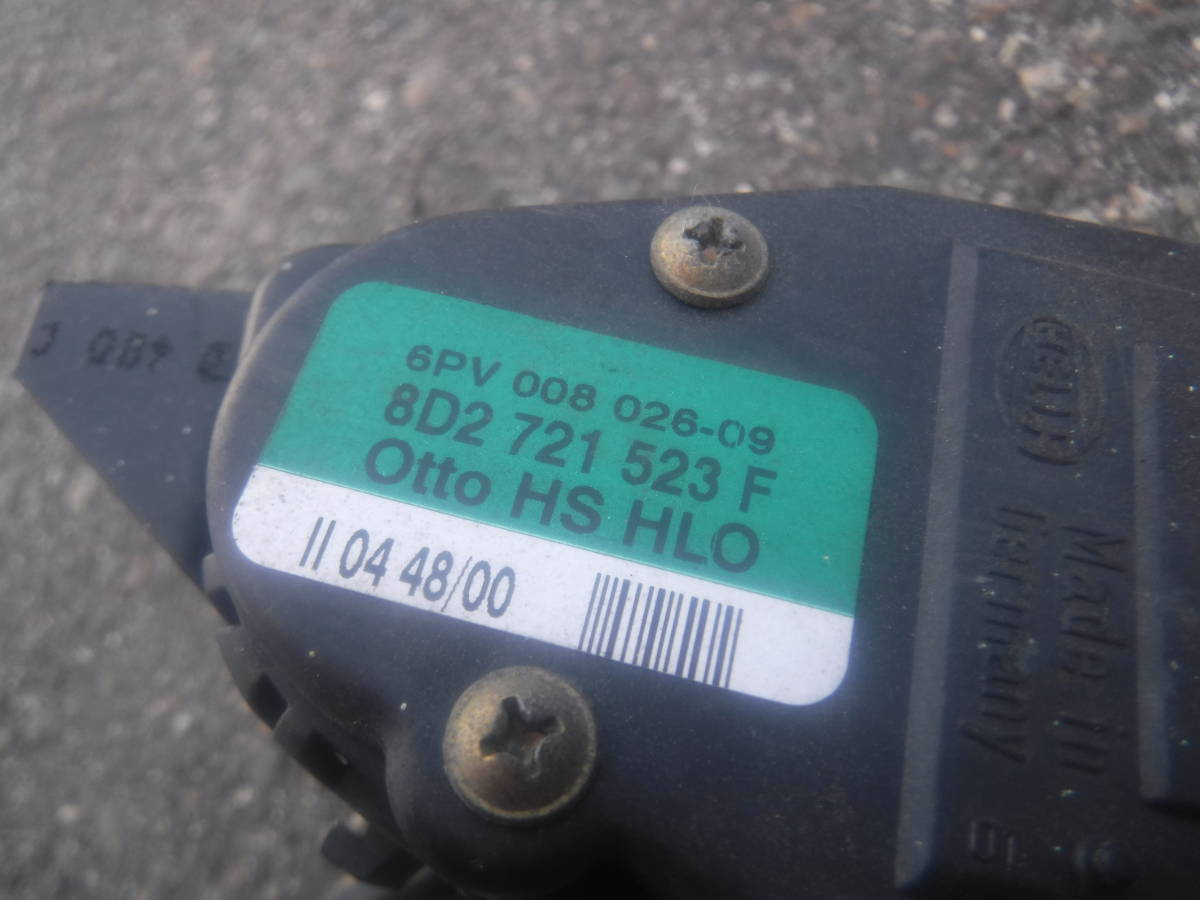 6PV 008 026-09
8D2 721 523 F
Otto HS HLO
II 04 48/00
Hella
Made in
Germany